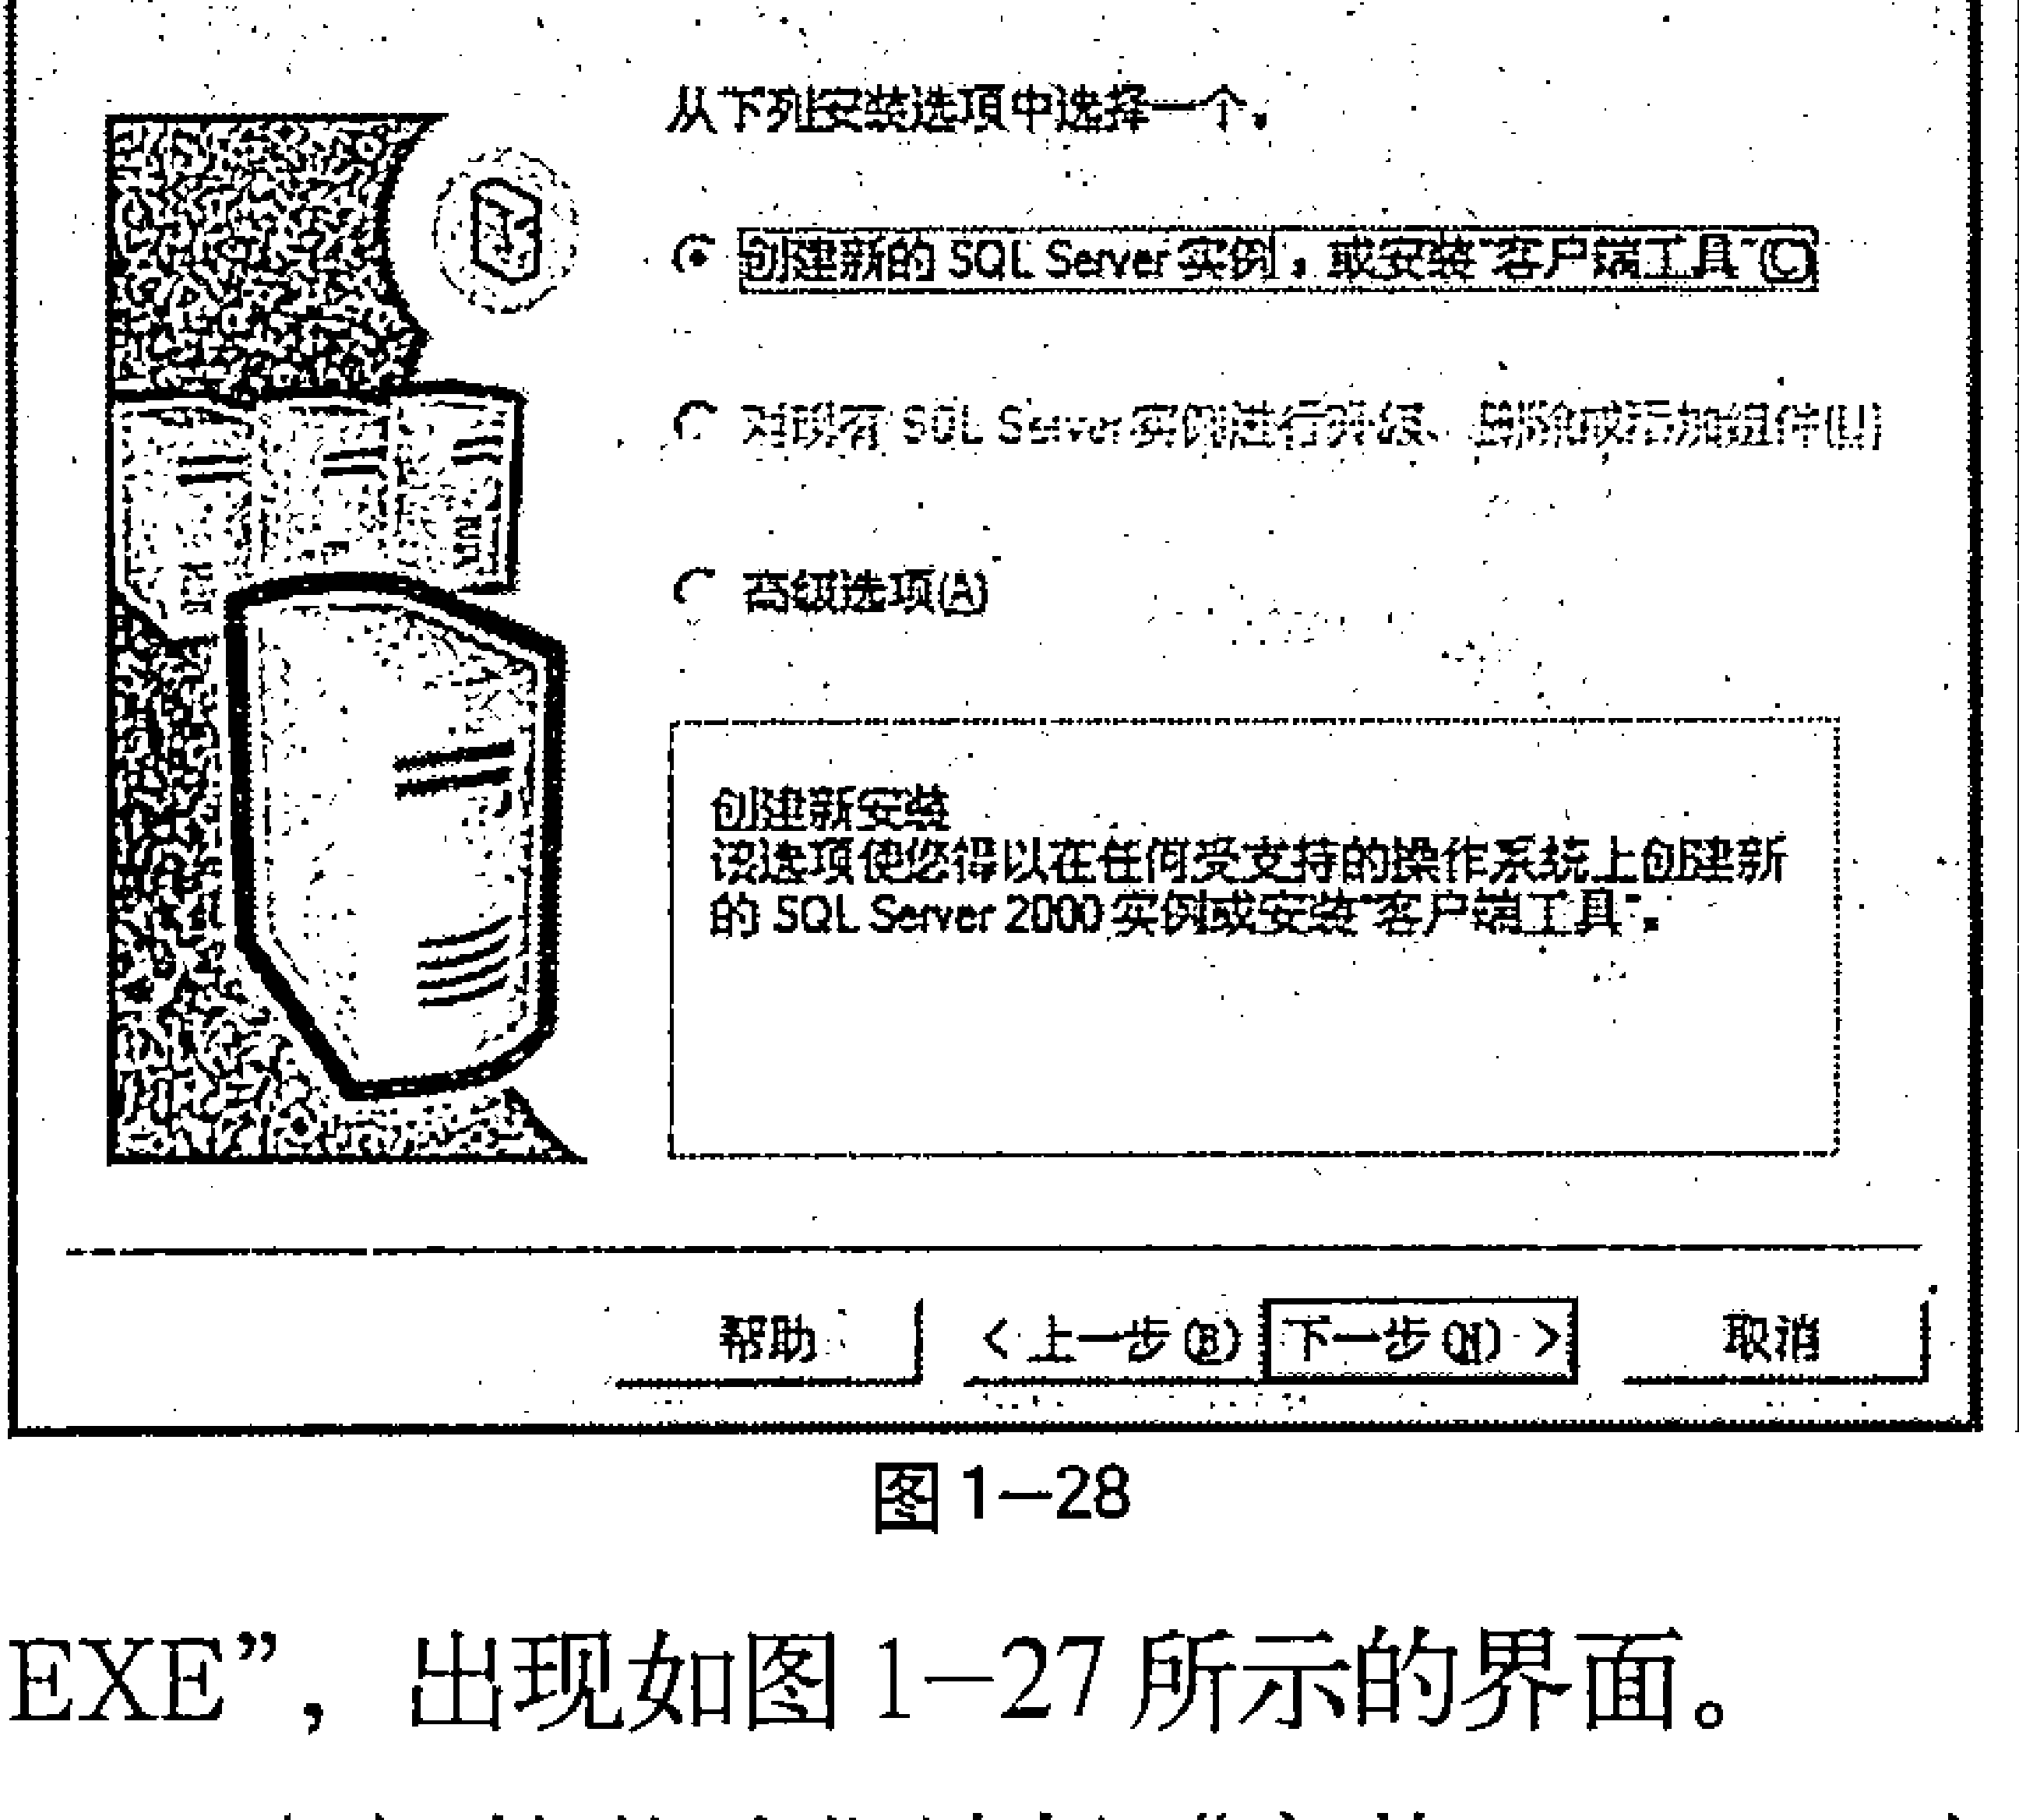 从下列安装选项中选择一个。
创建新的 SQL Server 实例，或安装"客户端工具"(C)
对现有 SQL Server 实例进行升级、删除或添加组件(U)
高级选项(A)
创建新安装
该选项使您得以在任何受支持的操作系统上创建新
的 SQL Server 2000 实例或安装"客户端工具"。
帮助 < 上一步(B) 下一步(N) > 取消
图 1—28
EXE”，出现如图 1—27 所示的界面。